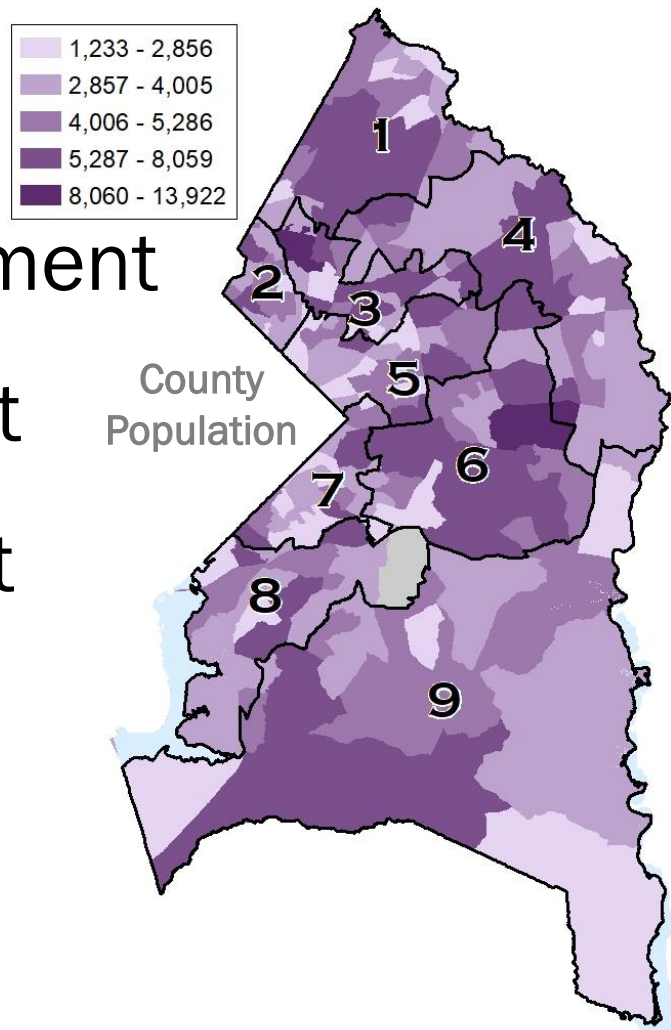 1,233 - 2,856
2,857 - 4,005
4,006 - 5,286
5,287 - 8,059
8,060 - 13,922
1
ment
4
2
3
County
Population
5
t
6
7
t
8
9